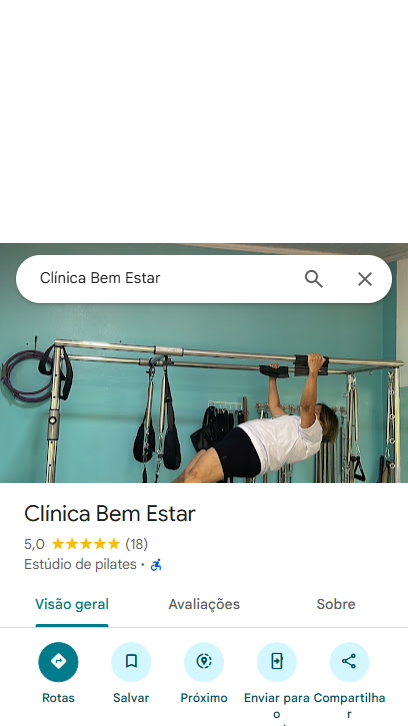 Clínica Bem Estar
Clínica Bem Estar
5,0 ★★★★★ (18)
Estúdio de pilates ·
Visão geral Avaliações Sobre
Rotas Salvar Próximo Enviar para Compartilha
o r